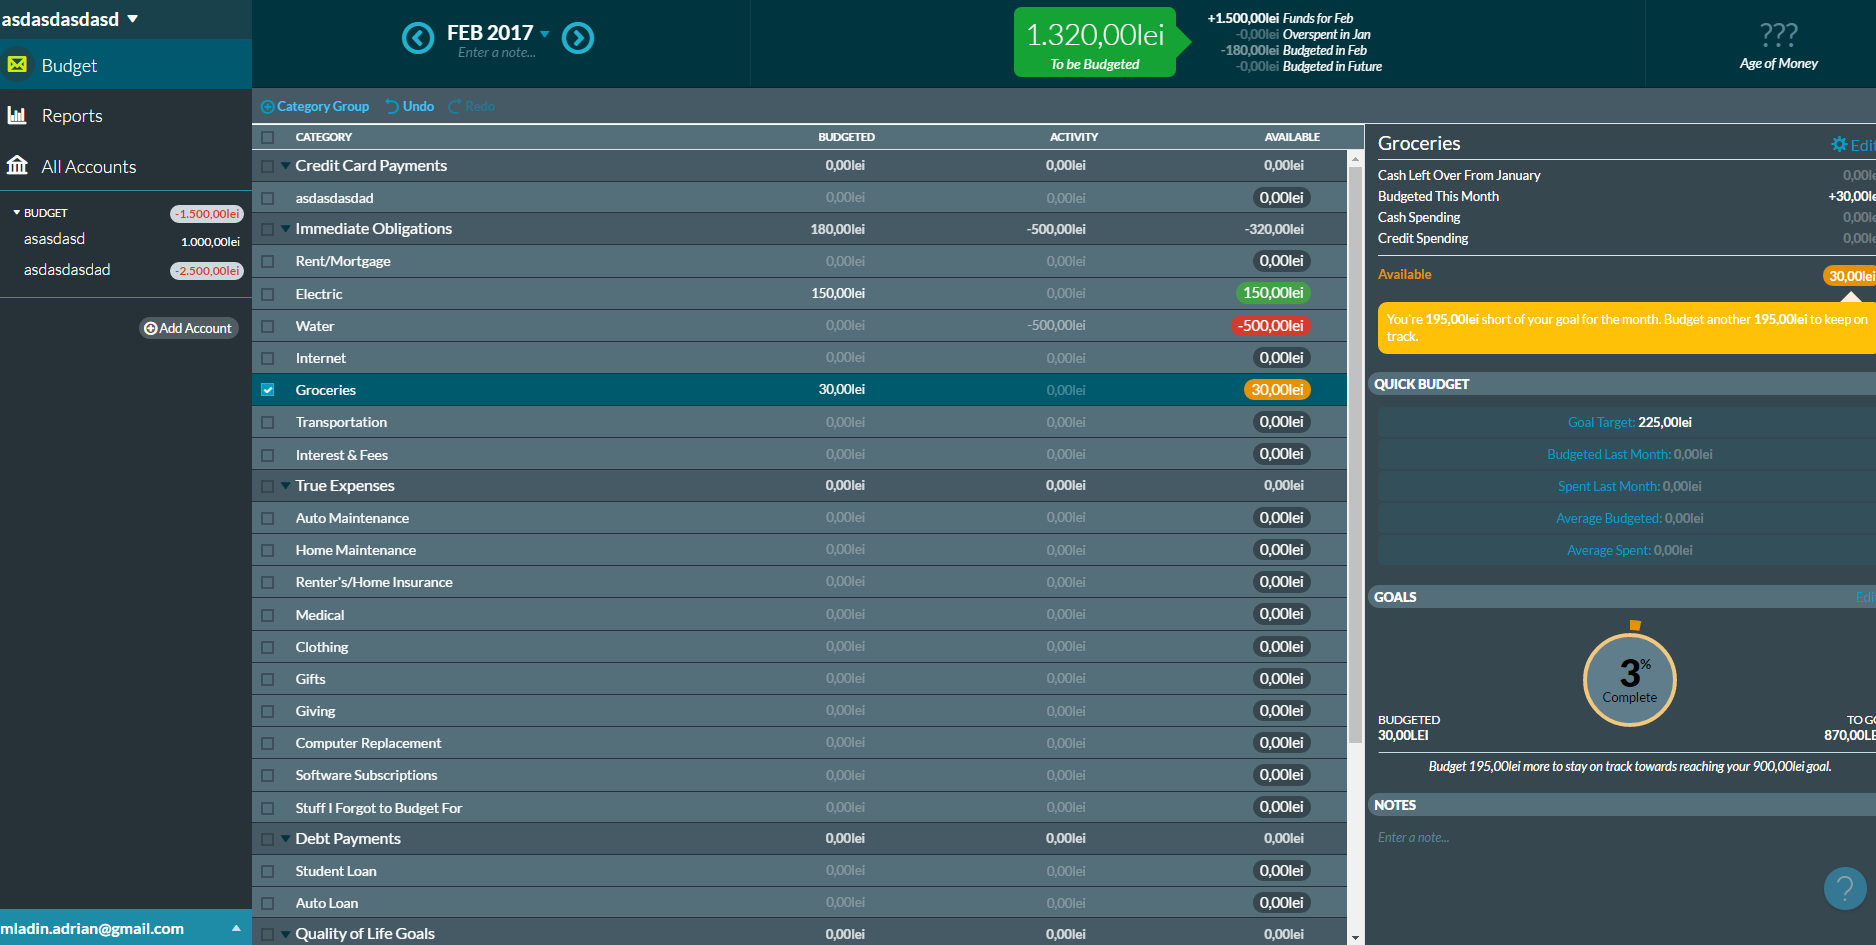 asdasdasdasd
Budget
Reports
All Accounts
BUDGET -1.500,00lei
asasdasd 1.000,00lei
asdasdasdad -2.500,00lei
Add Account
mladin.adrian@gmail.com
FEB 2017
Enter a note...
1.320,00lei
To be Budgeted
+1.500,00lei Funds for Feb
-0,00lei Overspent in Jan
-180,00lei Budgeted in Feb
-0,00lei Budgeted in Future
???
Age of Money
Category Group Undo Redo
CATEGORY BUDGETED ACTIVITY AVAILABLE
Credit Card Payments 0,00lei 0,00lei 0,00lei
asdasdasdad 0,00lei 0,00lei 0,00lei
Immediate Obligations 180,00lei -500,00lei -320,00lei
Rent/Mortgage 0,00lei 0,00lei 0,00lei
Electric 150,00lei 0,00lei 150,00lei
Water 0,00lei -500,00lei -500,00lei
Internet 0,00lei 0,00lei 0,00lei
Groceries 30,00lei 0,00lei 30,00lei
Transportation 0,00lei 0,00lei 0,00lei
Interest & Fees 0,00lei 0,00lei 0,00lei
True Expenses 0,00lei 0,00lei 0,00lei
Auto Maintenance 0,00lei 0,00lei 0,00lei
Home Maintenance 0,00lei 0,00lei 0,00lei
Renter's/Home Insurance 0,00lei 0,00lei 0,00lei
Medical 0,00lei 0,00lei 0,00lei
Clothing 0,00lei 0,00lei 0,00lei
Gifts 0,00lei 0,00lei 0,00lei
Giving 0,00lei 0,00lei 0,00lei
Computer Replacement 0,00lei 0,00lei 0,00lei
Software Subscriptions 0,00lei 0,00lei 0,00lei
Stuff I Forgot to Budget For 0,00lei 0,00lei 0,00lei
Debt Payments 0,00lei 0,00lei 0,00lei
Student Loan 0,00lei 0,00lei 0,00lei
Auto Loan 0,00lei 0,00lei 0,00lei
Quality of Life Goals 0,00lei 0,00lei 0,00lei
Groceries Edit
Cash Left Over From January 0,00le
Budgeted This Month +30,00le
Cash Spending 0,00le
Credit Spending 0,00le
Available 30,00lei
You're 195,00lei short of your goal for the month. Budget another 195,00lei to keep on
track.
QUICK BUDGET
Goal Target: 225,00lei
Budgeted Last Month: 0,00lei
Spent Last Month: 0,00lei
Average Budgeted: 0,00lei
Average Spent: 0,00lei
GOALS Edit
3%
Complete
BUDGETED TO GO
30,00LEI 870,00LE
Budget 195,00lei more to stay on track towards reaching your 900,00lei goal.
NOTES
Enter a note...
?